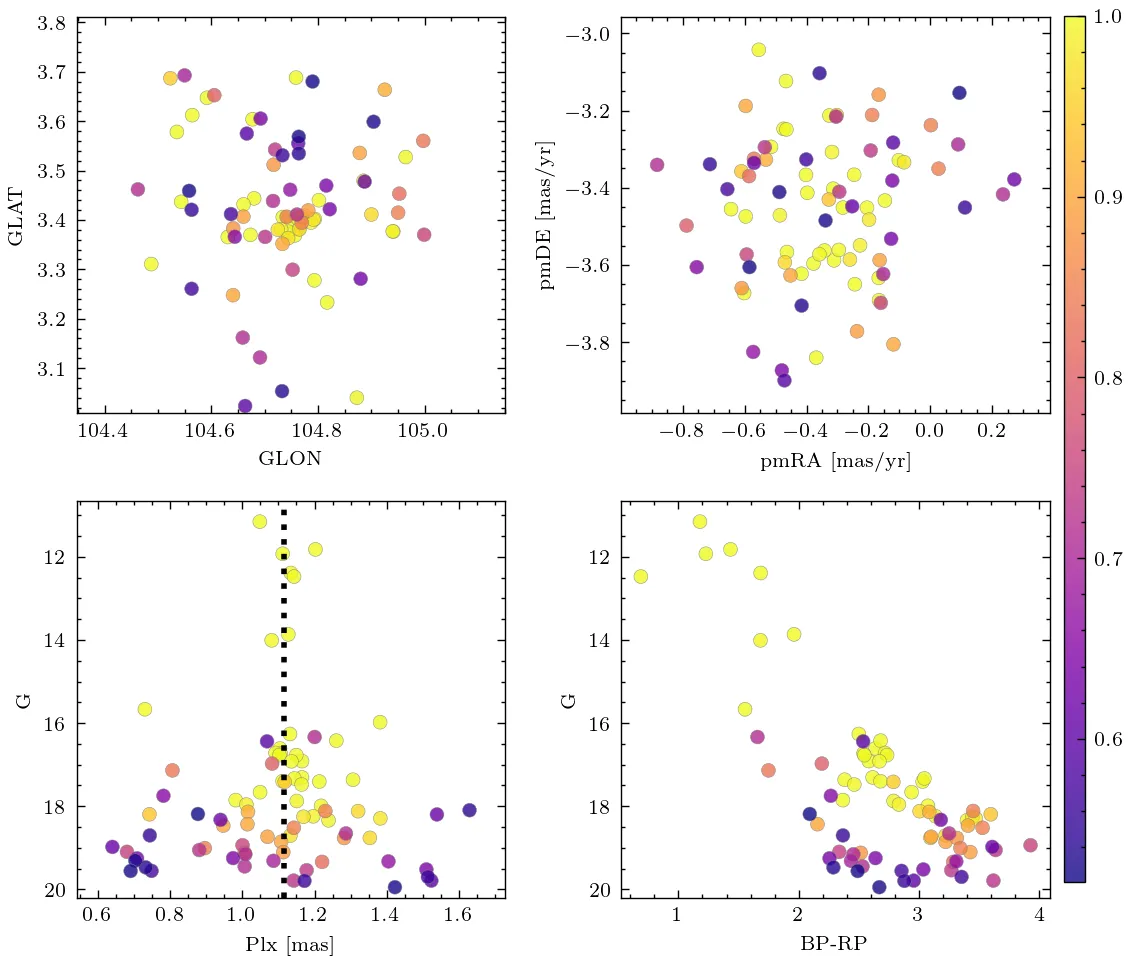 3.8
3.7
3.6
3.5
3.4
3.3
3.2
3.1
GLAT
104.4 104.6 104.8 105.0
GLON
−3.0
−3.2
−3.4
−3.6
−3.8
pmDE [mas/yr]
−0.8 −0.6 −0.4 −0.2 0.0 0.2
pmRA [mas/yr]
1.0
0.9
0.8
0.7
0.6
12
14
16
18
20
G
0.6 0.8 1.0 1.2 1.4 1.6
Plx [mas]
12
14
16
18
20
G
1 2 3 4
BP-RP